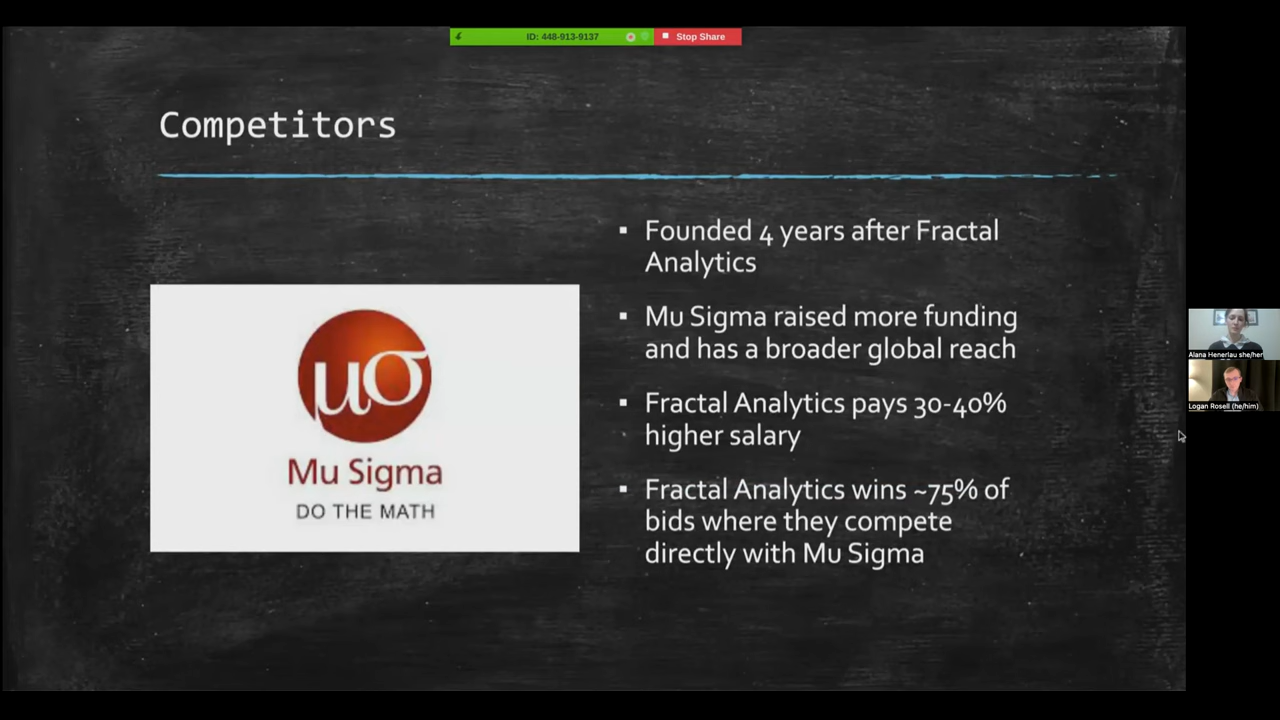 ID: 448-913-9137
Stop Share
Competitors
▪ Founded 4 years after Fractal
Analytics
▪ Mu Sigma raised more funding
and has a broader global reach
▪ Fractal Analytics pays 30-40%
higher salary
▪ Fractal Analytics wins ~75% of
bids where they compete
directly with Mu Sigma
μσ
Mu Sigma
DO THE MATH
Alana Henerlau she/her
Logan Rosell (he/him)